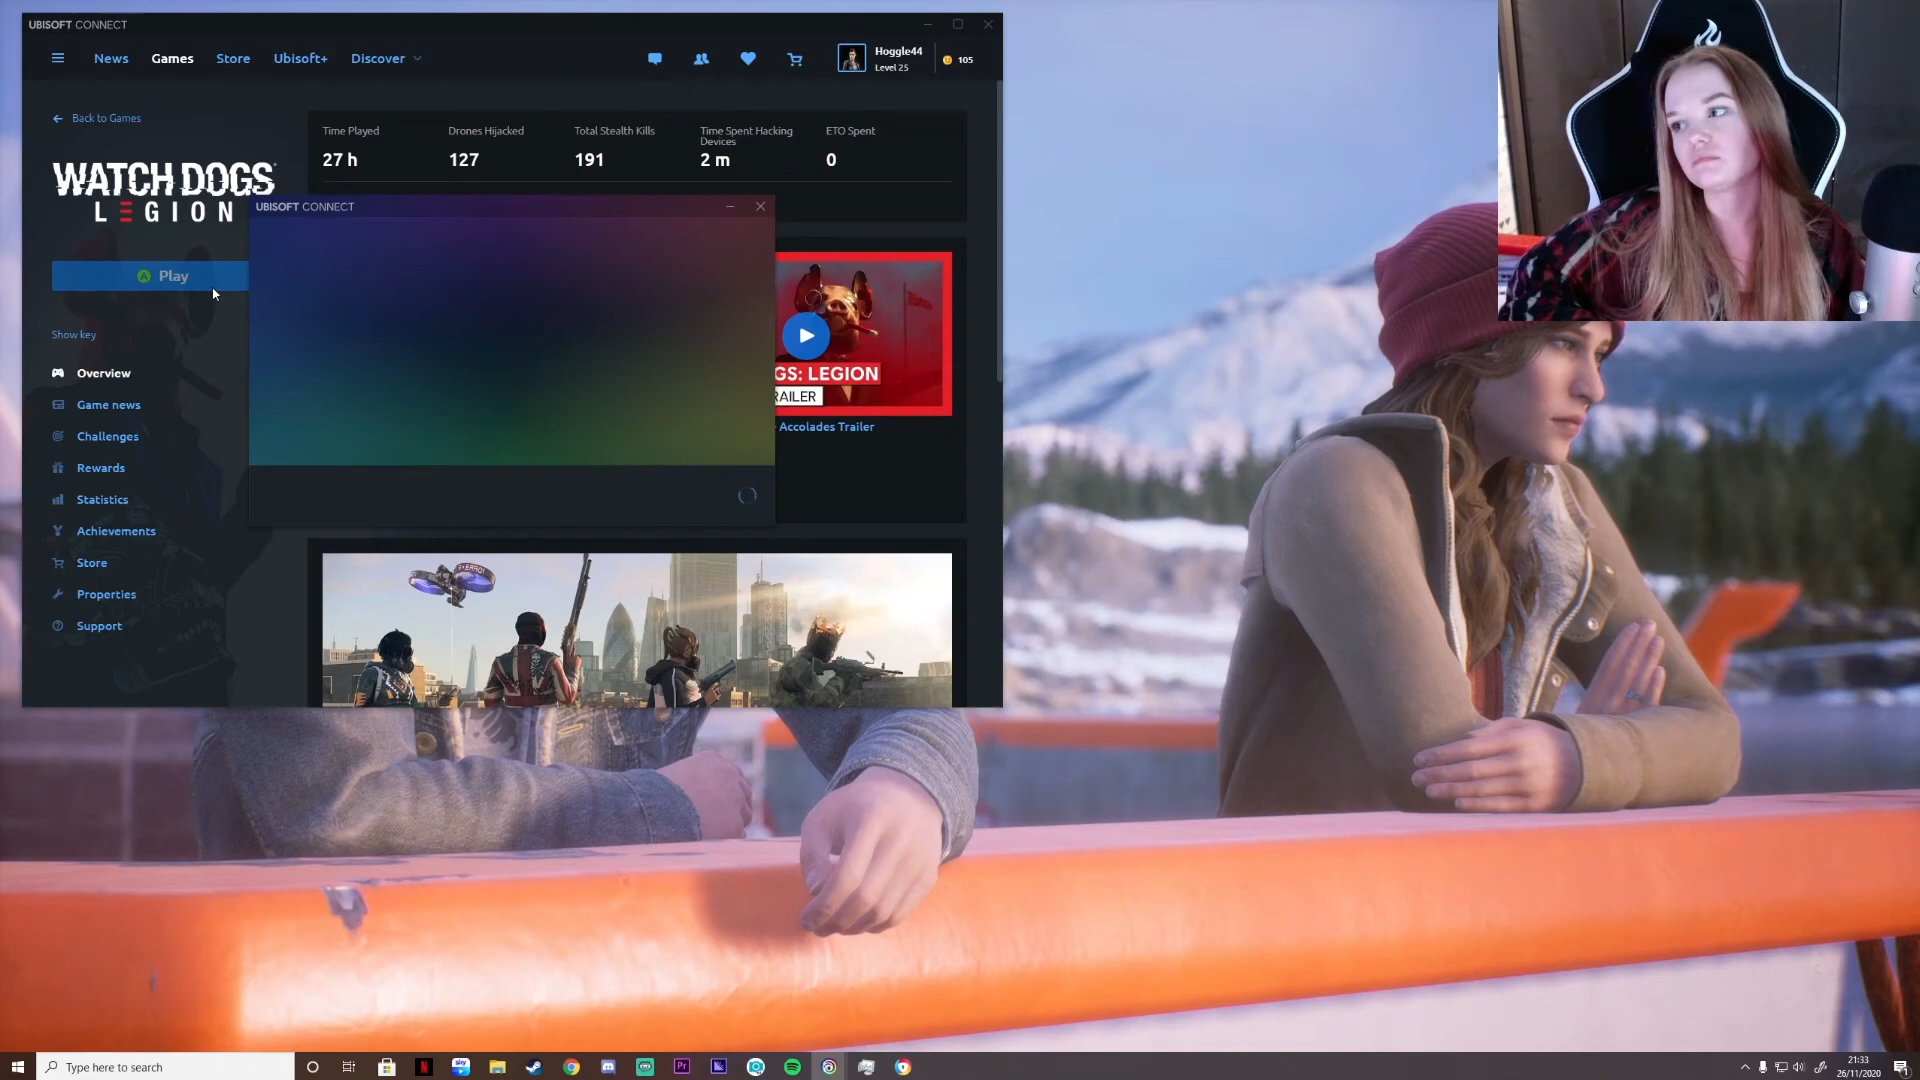 UBISOFT CONNECT
News Games Store Ubisoft+ Discover
Hoggle44
Level 25
105
Back to Games
WATCH DOGS
LEGION
Time Played
27 h
Drones Hijacked
127
Total Stealth Kills
191
Time Spent Hacking
Devices
2 m
ETO Spent
0
UBISOFT CONNECT
A Play
Show key
Overview
Game news
Challenges
Rewards
Statistics
Achievements
Store
Properties
Support
GS: LEGION
RAILER
Accolades Trailer
Type here to search
21:33
26/11/2020